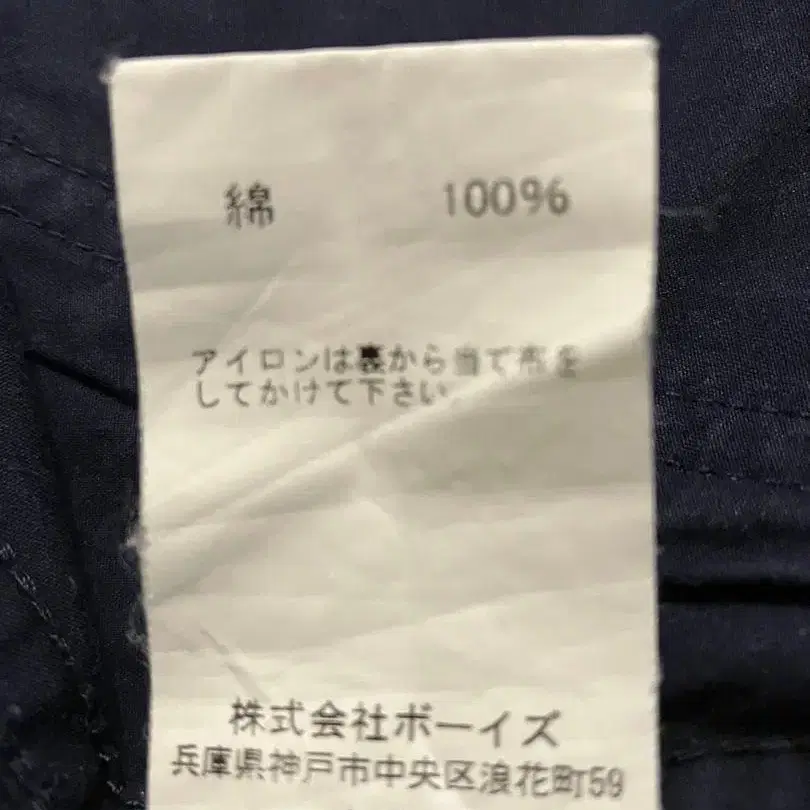 綿 100%
アイロンは裏から当て布を
してかけて下さい。
株式会社ボーイズ
兵庫県神戸市中央区浪花町59